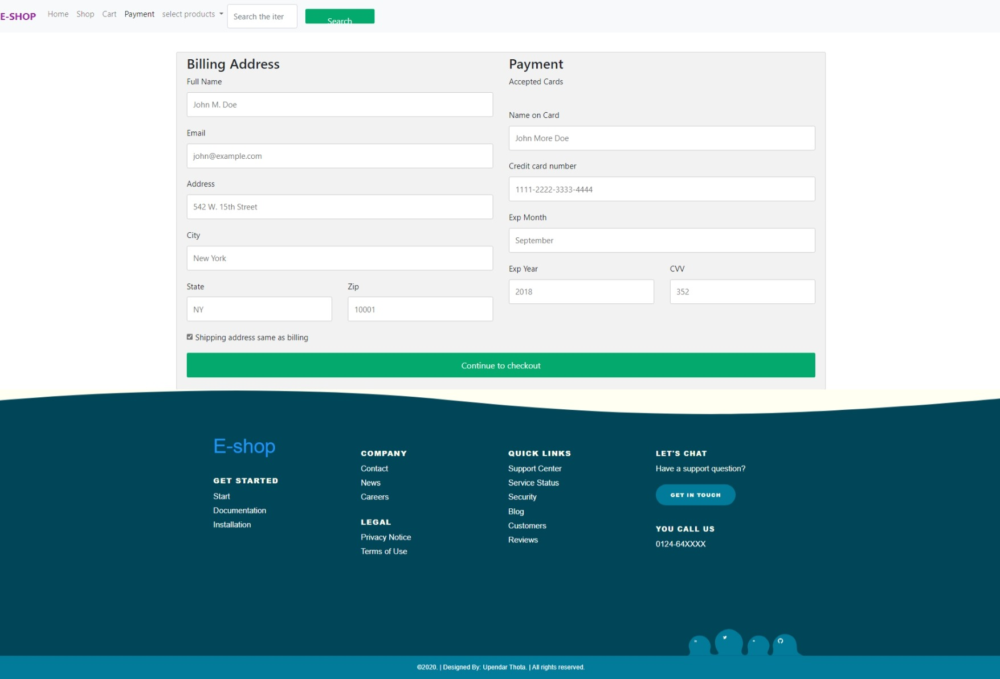 E-SHOP Home Shop Cart Payment select products Search the iter Search
Billing Address
Full Name
John M. Doe
Email
john@example.com
Address
542 W. 15th Street
City
New York
State Zip
NY 10001
Shipping address same as billing
Payment
Accepted Cards
Name on Card
John More Doe
Credit card number
1111-2222-3333-4444
Exp Month
September
Exp Year CVV
2018 352
Continue to checkout
E-shop
GET STARTED
Start
Documentation
Installation
COMPANY
Contact
News
Careers
LEGAL
Privacy Notice
Terms of Use
QUICK LINKS
Support Center
Service Status
Security
Blog
Customers
Reviews
LET'S CHAT
Have a support question?
GET IN TOUCH
YOU CALL US
0124-64XXXX
©2020. | Designed By: Upendar Thota. | All rights reserved.